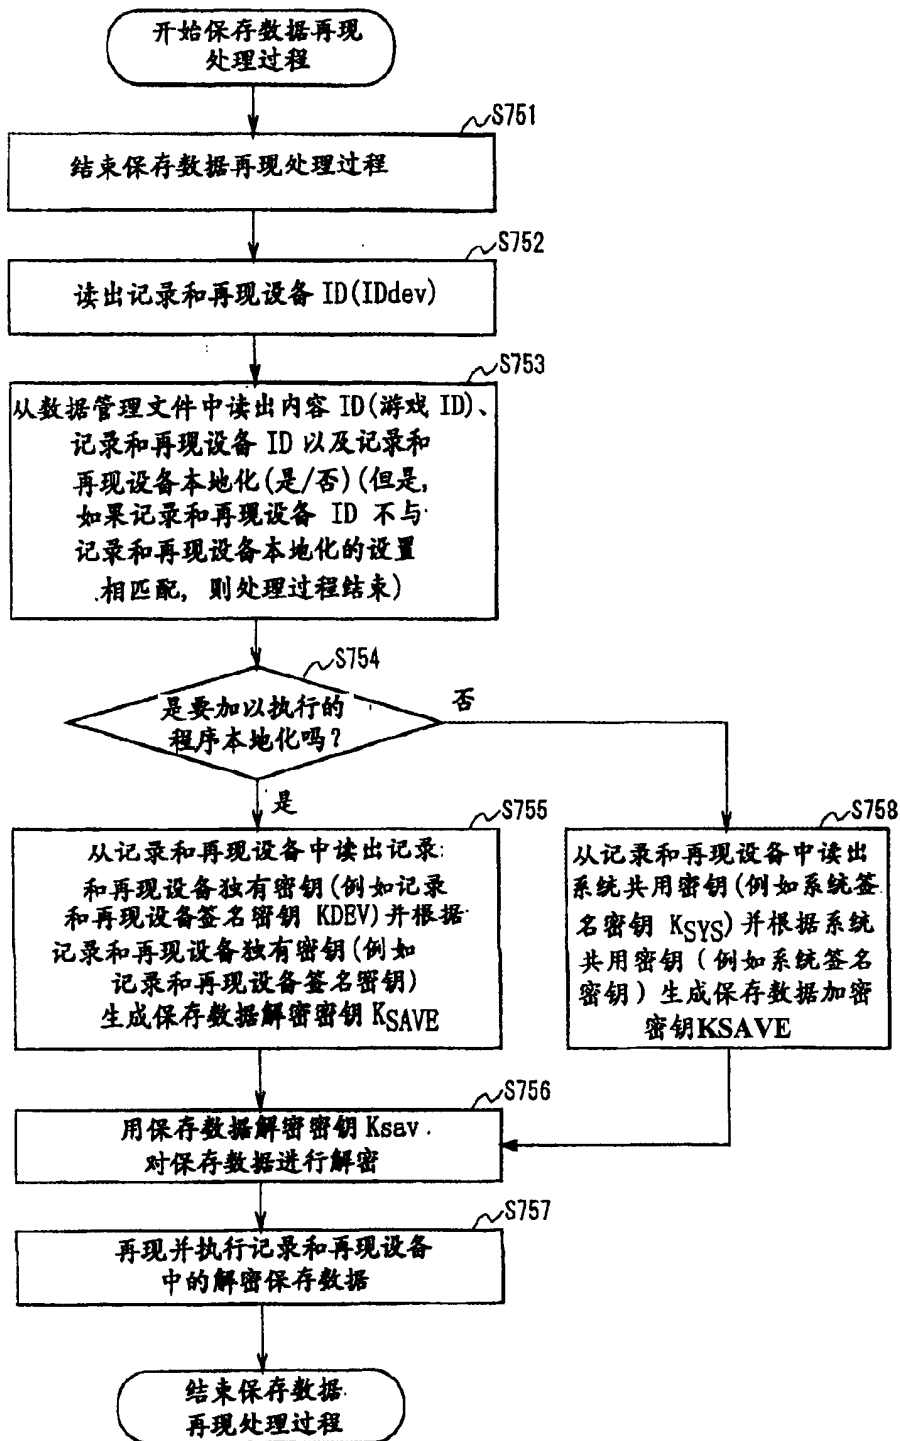 开始保存数据再现
处理过程
S751
结束保存数据再现处理过程
S752
读出记录和再现设备 ID(IDdev)
S753
从数据管理文件中读出内容 ID(游戏 ID)、
记录和再现设备 ID 以及记录和
再现设备本地化(是/否)(但是,
如果记录和再现设备 ID 不与
记录和再现设备本地化的设置
相匹配, 则处理过程结束)
S754
是要加以执行的
程序本地化吗?
否
是
S755
从记录和再现设备中读出记录
和再现设备独有密钥(例如记录
和再现设备签名密钥 KDEV)并根据
记录和再现设备独有密钥(例如
记录和再现设备签名密钥)
生成保存数据解密密钥 KSAVE
S758
从记录和再现设备中读出
系统共用密钥(例如系统签
名密钥 KSYS)并根据系统
共用密钥(例如系统签名
密钥)生成保存数据加密
密钥KSAVE
S756
用保存数据解密密钥 Ksav
对保存数据进行解密
S757
再现并执行记录和再现设备
中的解密保存数据
结束保存数据
再现处理过程